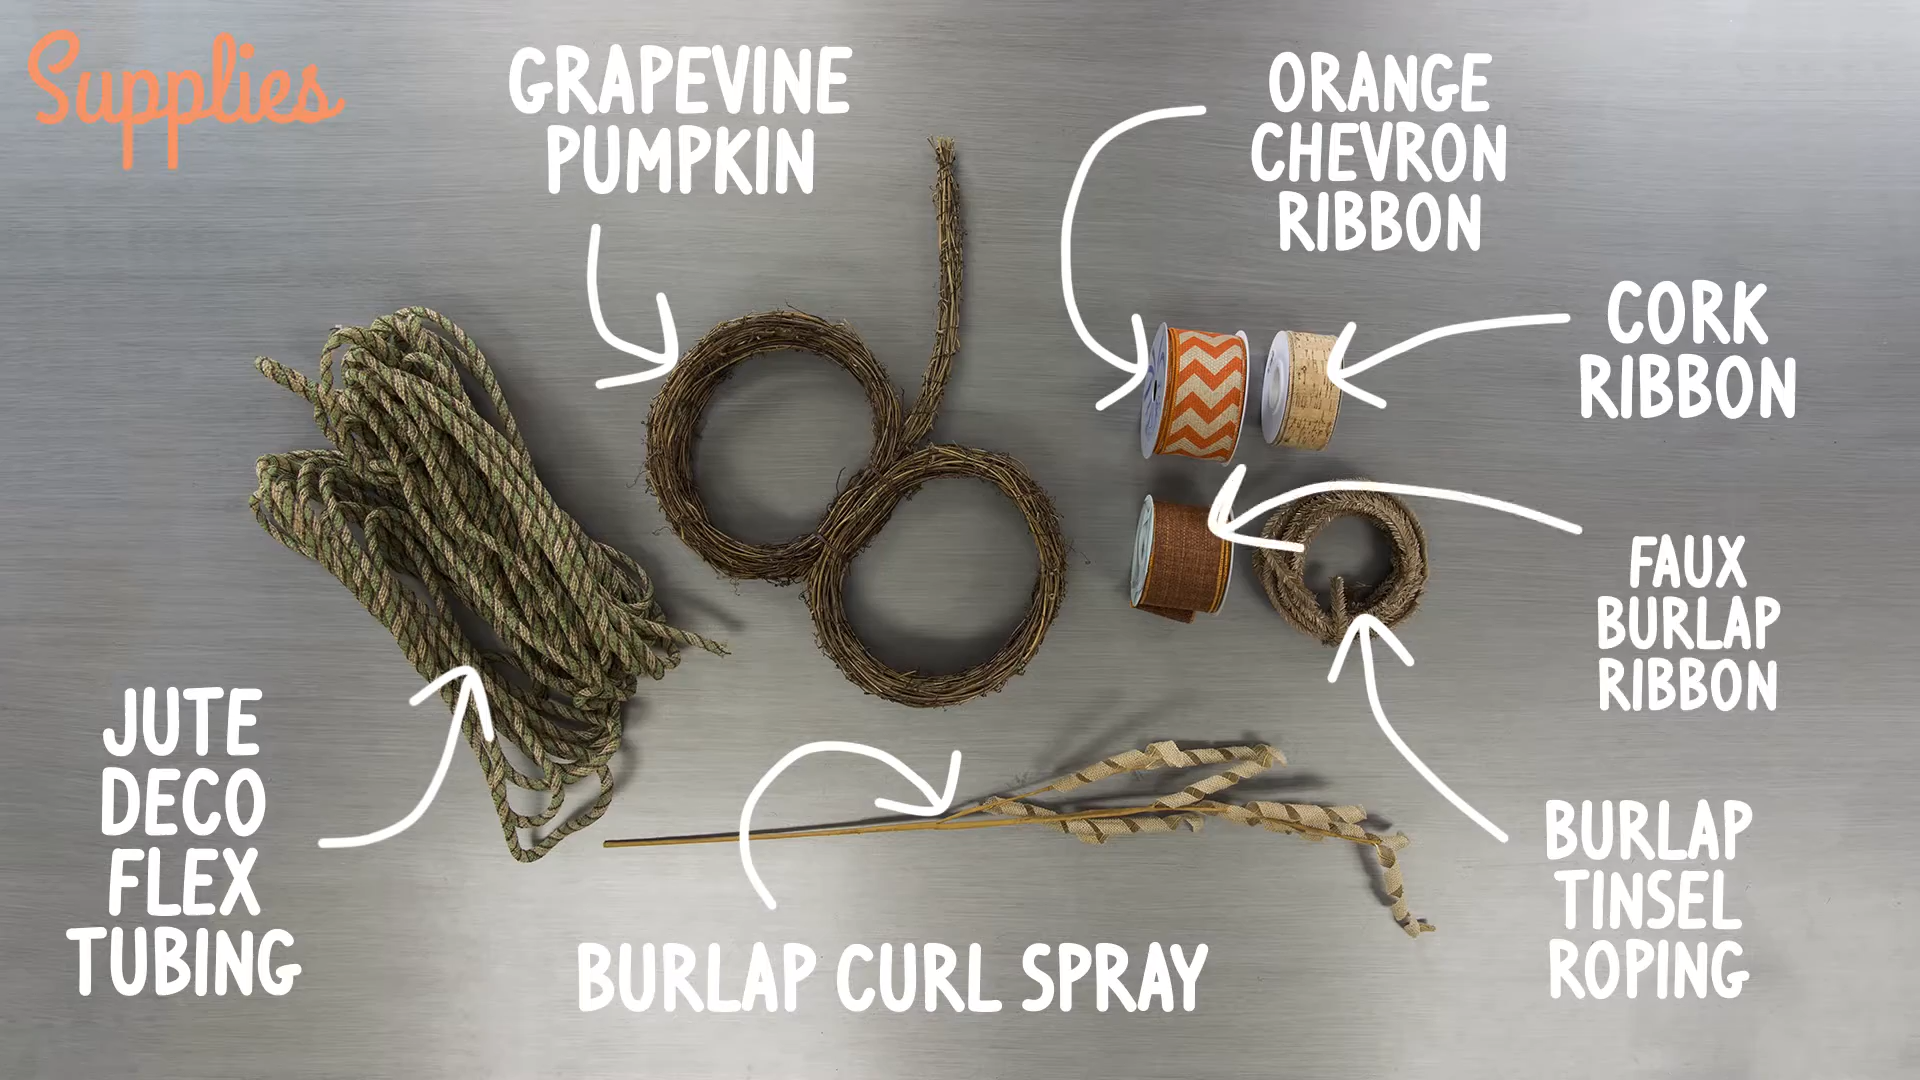 Supplies
GRAPEVINE
PUMPKIN
ORANGE
CHEVRON
RIBBON
CORK
RIBBON
FAUX
BURLAP
RIBBON
JUTE
DECO
FLEX
TUBING
BURLAP CURL SPRAY
BURLAP
TINSEL
ROPING